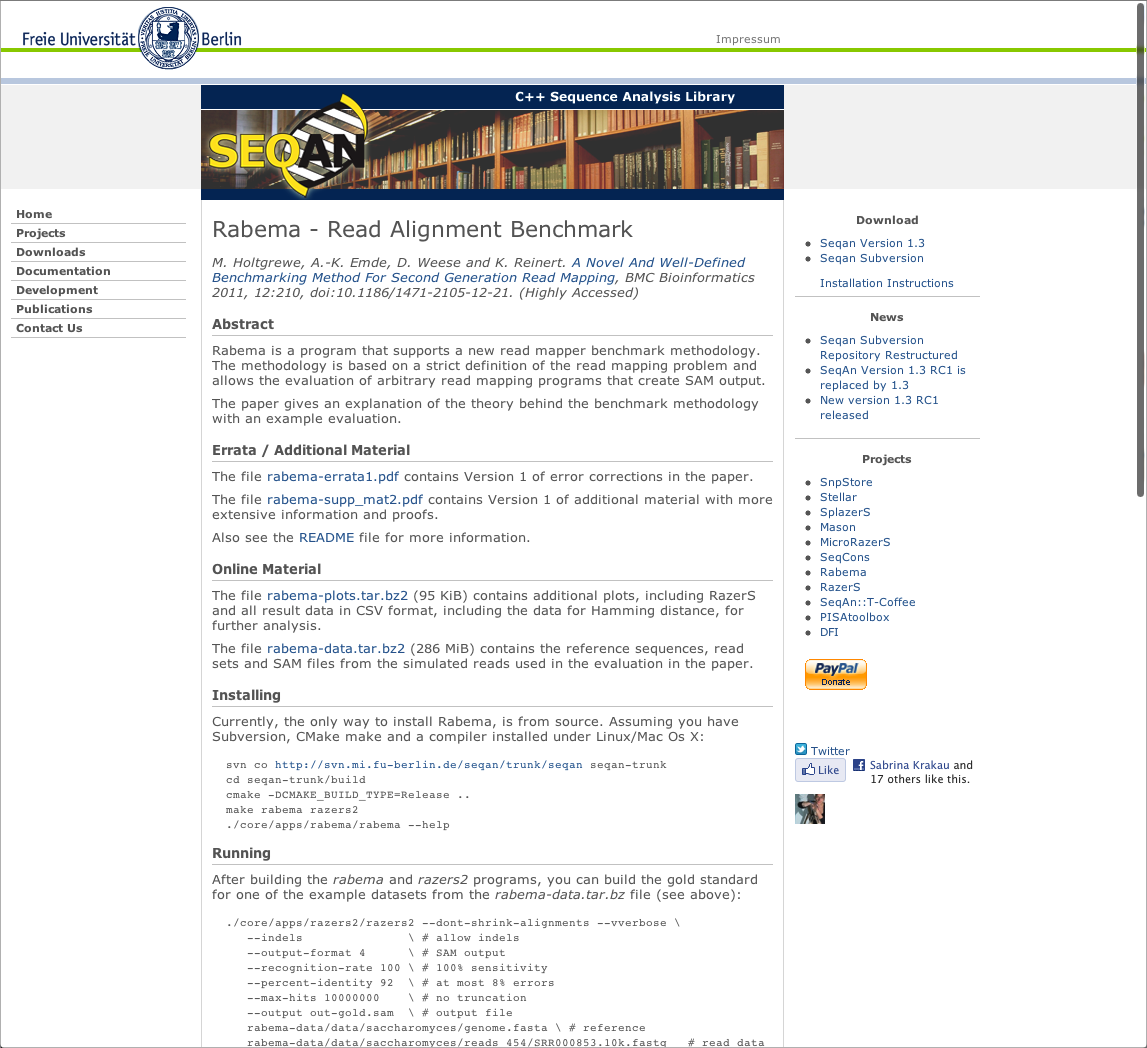 Freie Universität Berlin
Impressum
C++ Sequence Analysis Library
SEQAN
Home
Projects
Downloads
Documentation
Development
Publications
Contact Us
Rabema - Read Alignment Benchmark
M. Holtgrewe, A.-K. Emde, D. Weese and K. Reinert. A Novel And Well-Defined
Benchmarking Method For Second Generation Read Mapping, BMC Bioinformatics
2011, 12:210, doi:10.1186/1471-2105-12-21. (Highly Accessed)
Abstract
Rabema is a program that supports a new read mapper benchmark methodology.
The methodology is based on a strict definition of the read mapping problem and
allows the evaluation of arbitrary read mapping programs that create SAM output.
The paper gives an explanation of the theory behind the benchmark methodology
with an example evaluation.
Errata / Additional Material
The file rabema-errata1.pdf contains Version 1 of error corrections in the paper.
The file rabema-supp_mat2.pdf contains Version 1 of additional material with more
extensive information and proofs.
Also see the README file for more information.
Online Material
The file rabema-plots.tar.bz2 (95 KiB) contains additional plots, including RazerS
and all result data in CSV format, including the data for Hamming distance, for
further analysis.
The file rabema-data.tar.bz2 (286 MiB) contains the reference sequences, read
sets and SAM files from the simulated reads used in the evaluation in the paper.
Installing
Currently, the only way to install Rabema, is from source. Assuming you have
Subversion, CMake make and a compiler installed under Linux/Mac Os X:
svn co http://svn.mi.fu-berlin.de/seqan/trunk/seqan seqan-trunk
cd seqan-trunk/build
cmake -DCMAKE_BUILD_TYPE=Release ..
make rabema razers2
./core/apps/rabema/rabema --help
Running
After building the rabema and razers2 programs, you can build the gold standard
for one of the example datasets from the rabema-data.tar.bz file (see above):
./core/apps/razers2/razers2 --dont-shrink-alignments --vverbose \
--indels \ # allow indels
--output-format 4 \ # SAM output
--recognition-rate 100 \ # 100% sensitivity
--percent-identity 92 \ # at most 8% errors
--max-hits 10000000 \ # no truncation
--output out-gold.sam \ # output file
rabema-data/data/saccharomyces/genome.fasta \ # reference
rabema-data/data/saccharomyces/reads_454/SRR000853.10k.fastq # read data
Download
Seqan Version 1.3
Seqan Subversion
Installation Instructions
News
Seqan Subversion
Repository Restructured
SeqAn Version 1.3 RC1 is
replaced by 1.3
New version 1.3 RC1
released
Projects
SnpStore
Stellar
SplazerS
Mason
MicroRazerS
SeqCons
Rabema
RazerS
SeqAn::T-Coffee
PISAtoolbox
DFI
PayPal
Donate
Twitter
Like
Sabrina Krakau and
17 others like this.